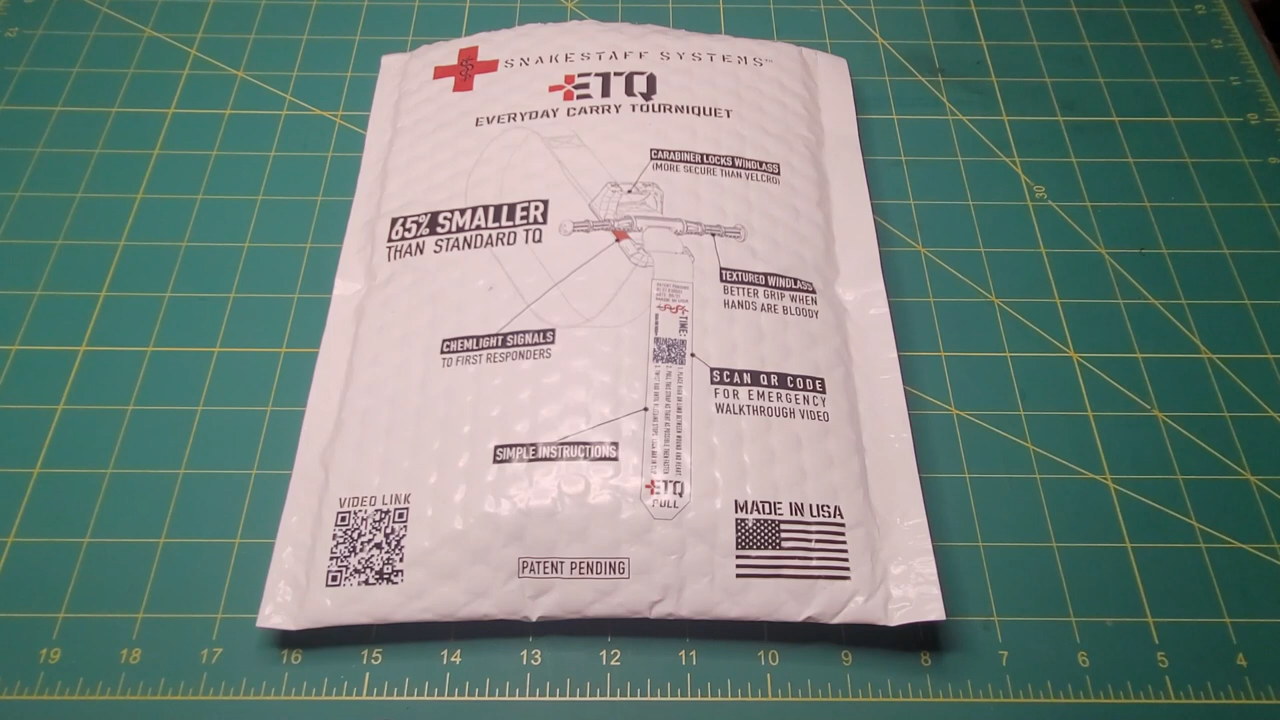 SNAKESTAFF SYSTEMS™
ETQ
EVERYDAY CARRY TOURNIQUET
CARABINER LOCKS WINDLASS
(MORE SECURE THAN VELCRO)
65% SMALLER
THAN STANDARD TQ
TEXTURED WINDLASS
BETTER GRIP WHEN
HANDS ARE BLOODY
CHEMLIGHT SIGNALS
TO FIRST RESPONDERS
TIME:
SCAN QR CODE
FOR EMERGENCY
WALKTHROUGH VIDEO
SIMPLE INSTRUCTIONS
ETQ
PULL
VIDEO LINK
MADE IN USA
PATENT PENDING
19 18 17 16 15 14 13 12 11 10 9 8 7 6 5 4
13
12
11
10
9
30